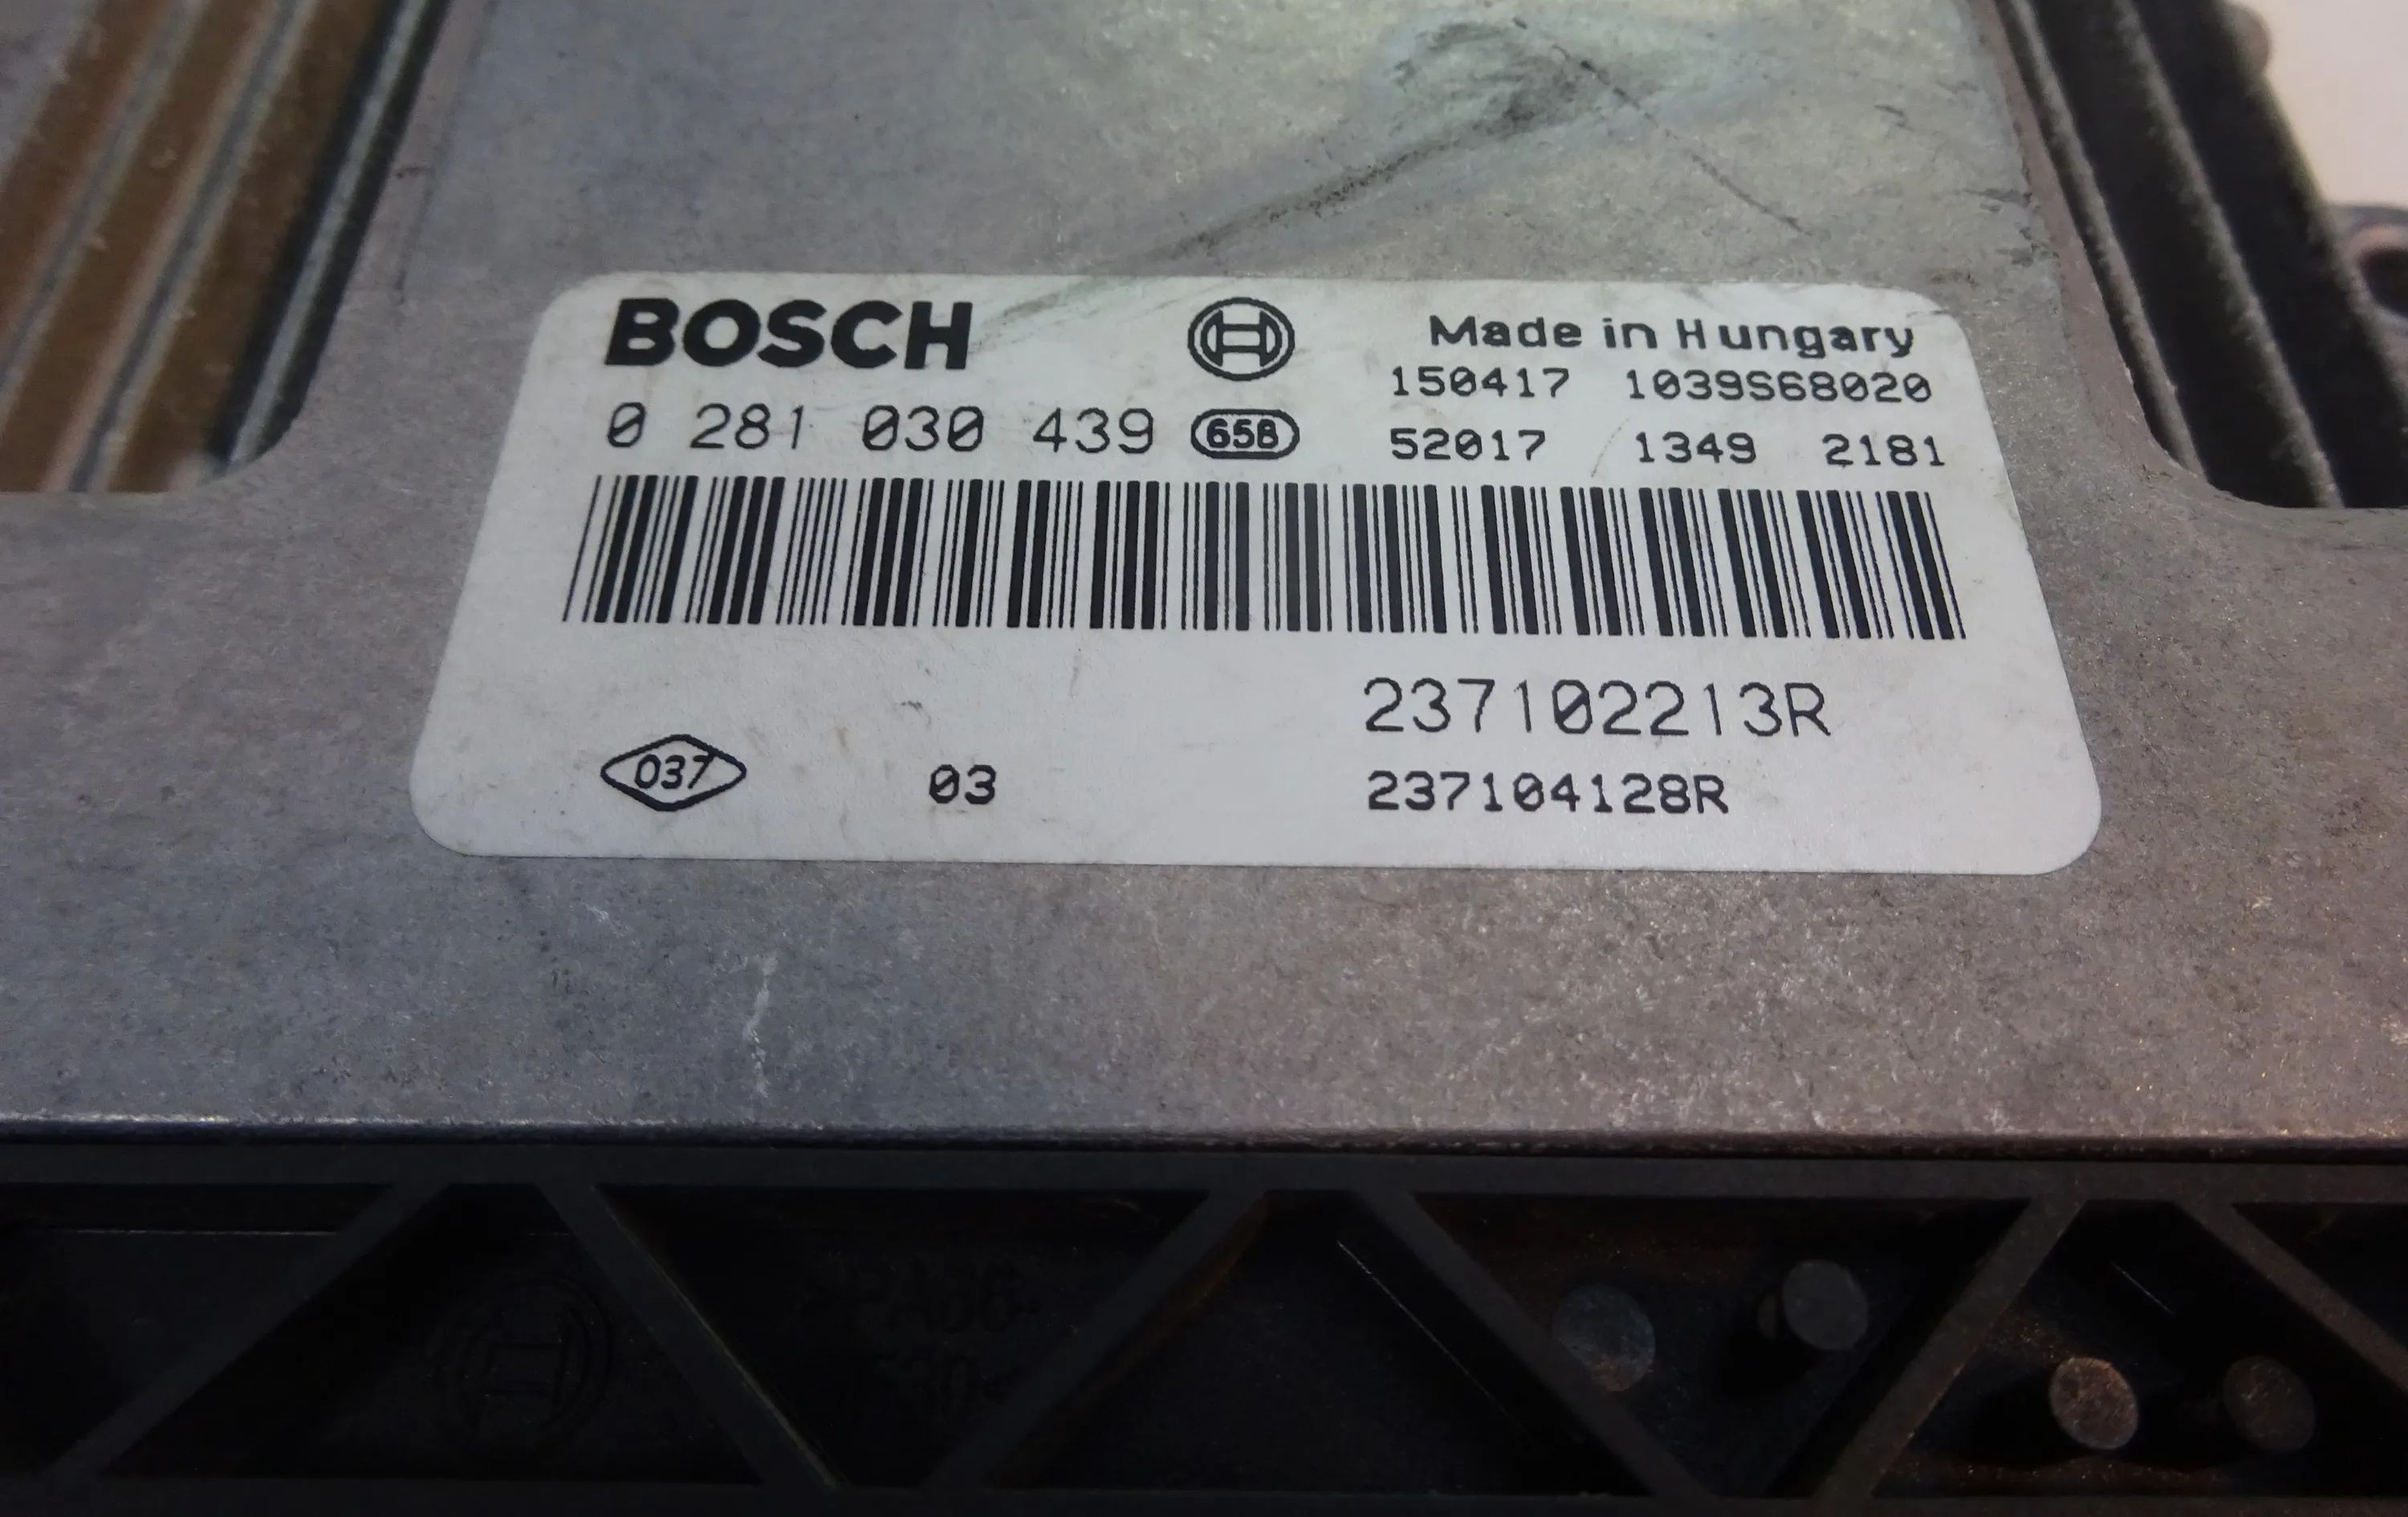 BOSCH
Made in Hungary
150417 1039S68020
0 281 030 439 658 52017 1349 2181
237102213R
037 03 237104128R